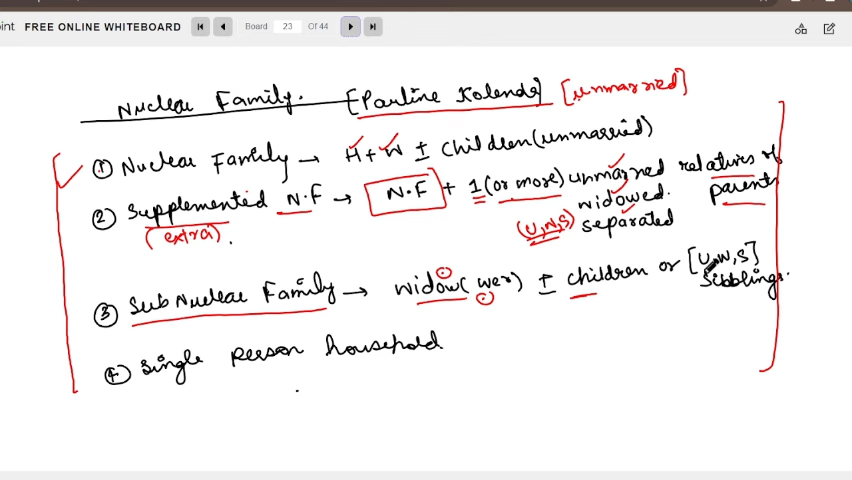 oint FREE ONLINE WHITEBOARD Board 23 Of 44
Nuclear Family. [Pauline Kolenda] [unmarried]
① Nuclear Family → H + W ± children (unmarried)
② Supplemented N.F → N.F + 1 (or more) unmarried relatives of parents
widowed.
separated
(U,W,S)
(extra).
③ Sub Nuclear Family → widow(wer) ± children or [U,W,S]
Sibblings.
④ Single Person household